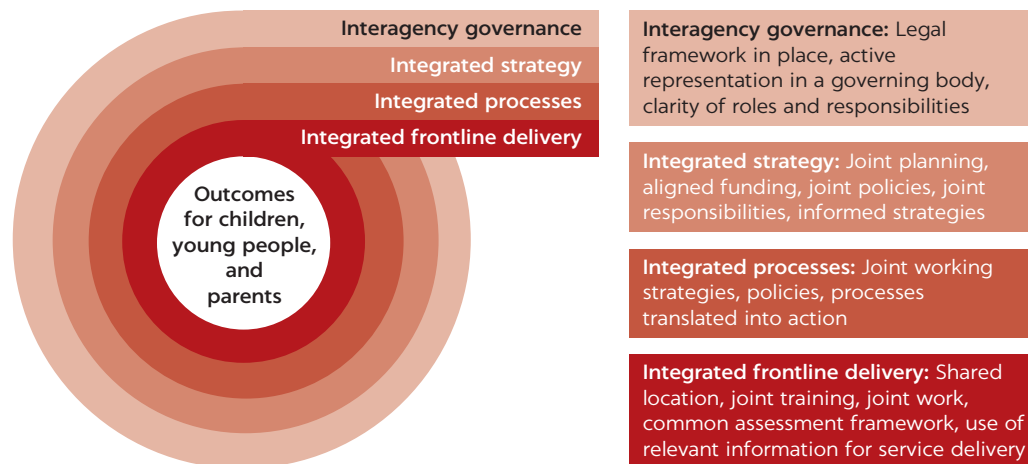 Interagency governance
Integrated strategy
Integrated processes
Integrated frontline delivery
Outcomes
for children,
young people,
and
parents
Interagency governance: Legal
framework in place, active
representation in a governing body,
clarity of roles and responsibilities
Integrated strategy: Joint planning,
aligned funding, joint policies, joint
responsibilities, informed strategies
Integrated processes: Joint working
strategies, policies, processes
translated into action
Integrated frontline delivery: Shared
location, joint training, joint work,
common assessment framework, use of
relevant information for service delivery